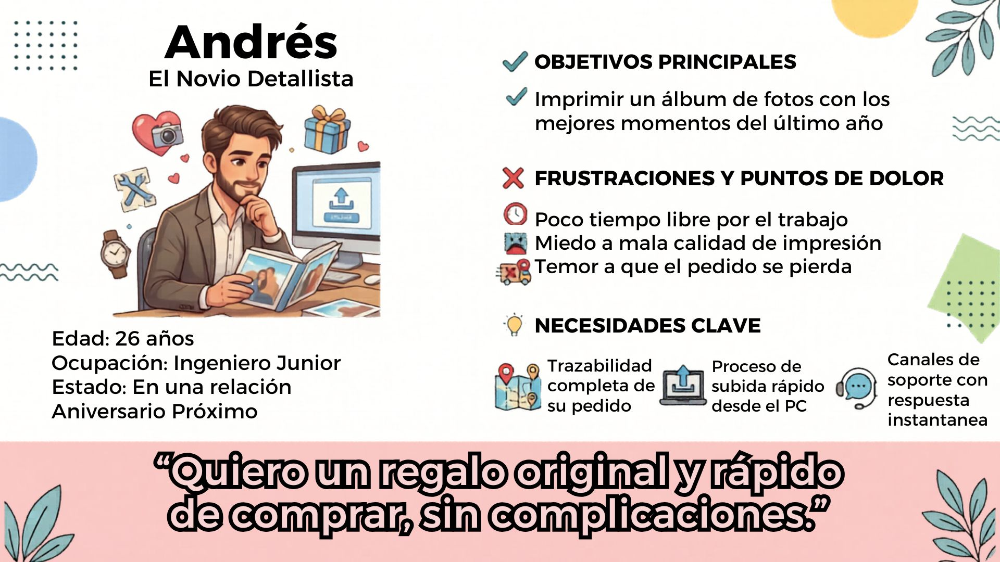 Andrés
El Novio Detallista
Edad: 26 años
Ocupación: Ingeniero Junior
Estado: En una relación
Aniversario Próximo
OBJETIVOS PRINCIPALES
Imprimir un álbum de fotos con los
mejores momentos del último año
FRUSTRACIONES Y PUNTOS DE DOLOR
Poco tiempo libre por el trabajo
Miedo a mala calidad de impresión
Temor a que el pedido se pierda
NECESIDADES CLAVE
Trazabilidad
completa de
su pedido
Proceso de
subida rápido
desde el PC
Canales de
soporte con
respuesta
instantanea
“Quiero un regalo original y rápido
de comprar, sin complicaciones.”